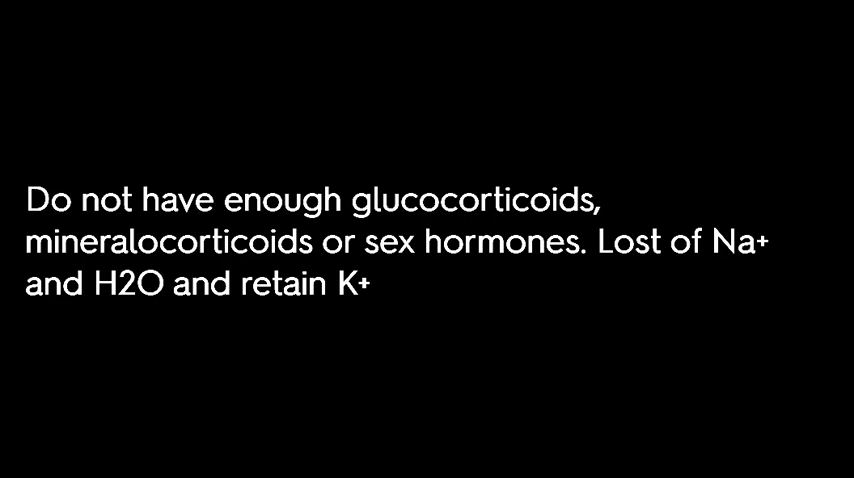 Do not have enough glucocorticoids,
mineralocorticoids or sex hormones. Lost of Na+
and H2O and retain K+